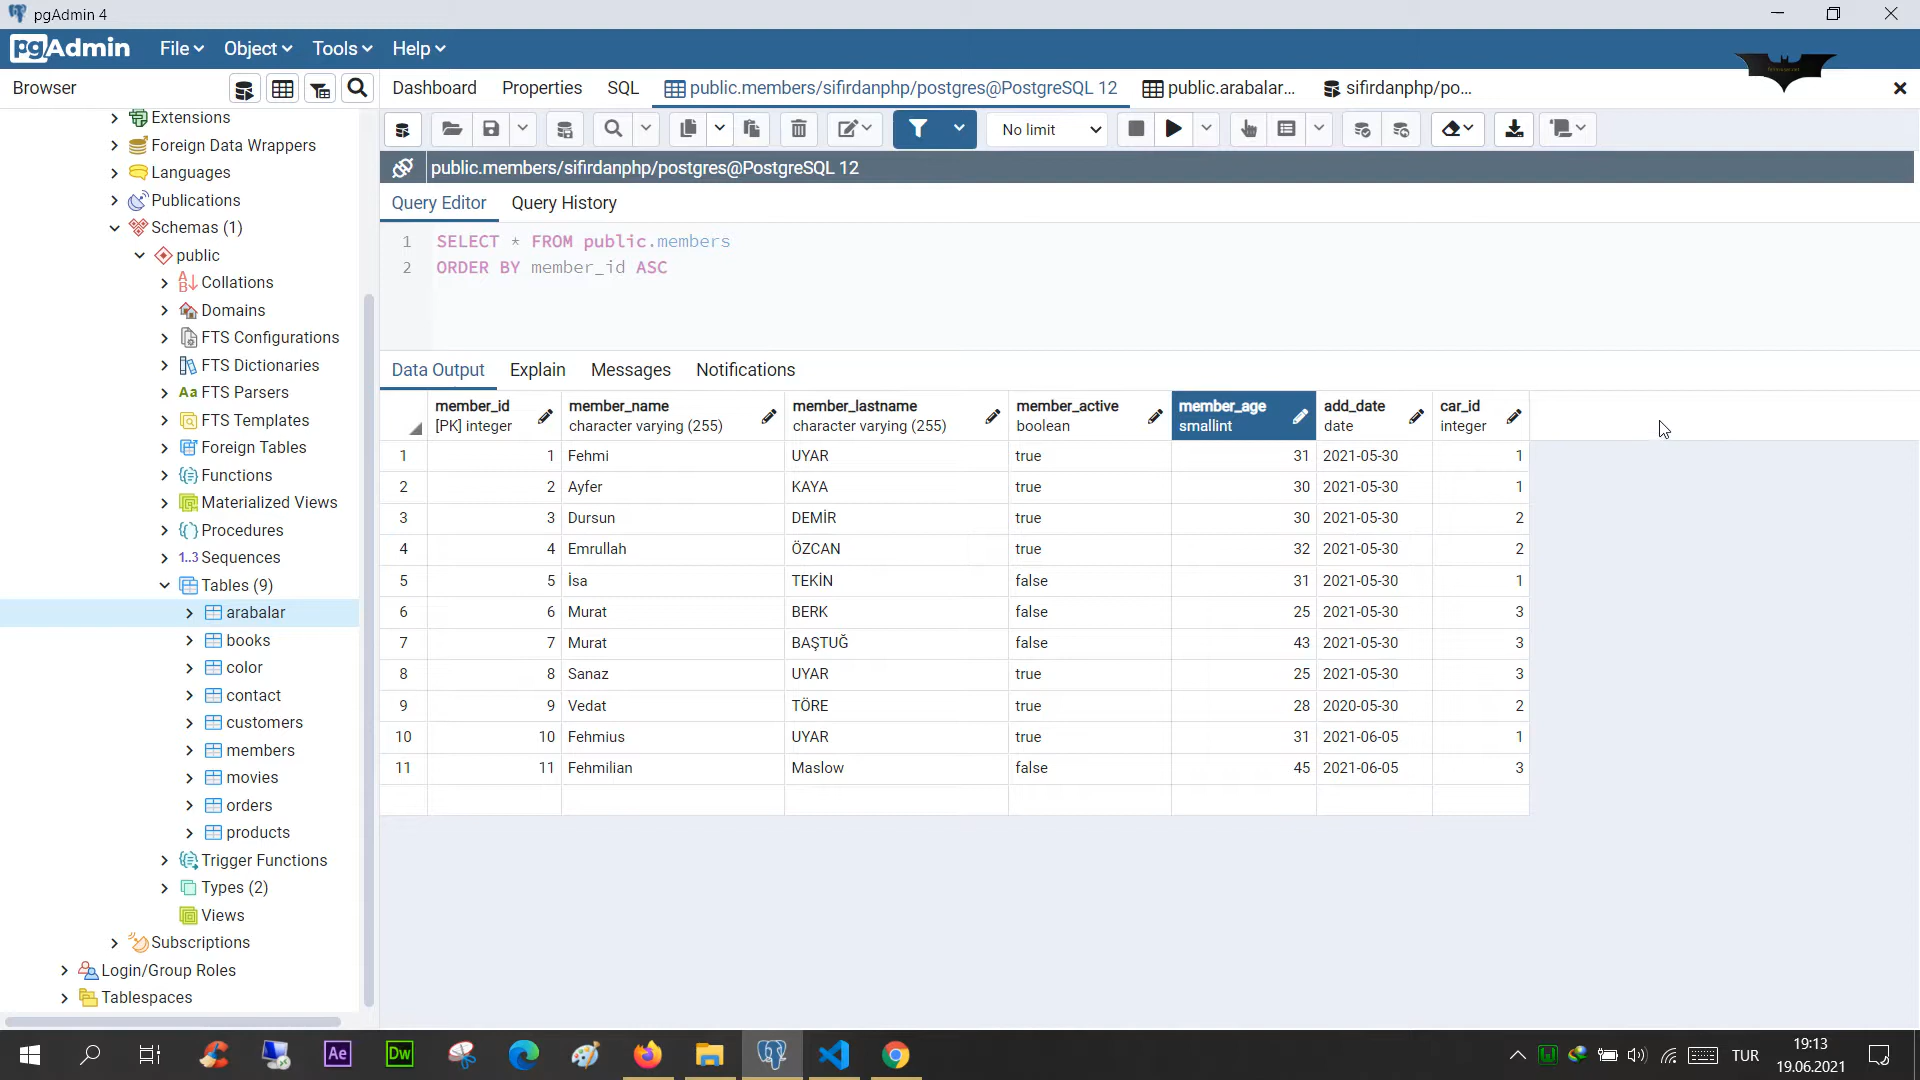 pgAdmin 4
pgAdmin File Object Tools Help
Browser Dashboard Properties SQL public.members/sifirdanphp/postgres@PostgreSQL 12 public.arabalar... sifirdanphp/po...
No limit
public.members/sifirdanphp/postgres@PostgreSQL 12
Query Editor Query History
1 SELECT * FROM public.members
2 ORDER BY member_id ASC
Extensions
Foreign Data Wrappers
Languages
Publications
Schemas (1)
public
Collations
Domains
FTS Configurations
FTS Dictionaries
Aa FTS Parsers
FTS Templates
Foreign Tables
Functions
Materialized Views
Procedures
1..3 Sequences
Tables (9)
arabalar
books
color
contact
customers
members
movies
orders
products
Trigger Functions
Types (2)
Views
Subscriptions
Login/Group Roles
Tablespaces
Data Output Explain Messages Notifications
member_id member_name member_lastname member_active member_age add_date car_id
[PK] integer character varying (255) character varying (255) boolean smallint date integer
1 1 Fehmi UYAR true 31 2021-05-30 1
2 2 Ayfer KAYA true 30 2021-05-30 1
3 3 Dursun DEMİR true 30 2021-05-30 2
4 4 Emrullah ÖZCAN true 32 2021-05-30 2
5 5 İsa TEKİN false 31 2021-05-30 1
6 6 Murat BERK false 25 2021-05-30 3
7 7 Murat BAŞTUĞ false 43 2021-05-30 3
8 8 Sanaz UYAR true 25 2021-05-30 3
9 9 Vedat TÖRE true 28 2020-05-30 2
10 10 Fehmius UYAR true 31 2021-06-05 1
11 11 Fehmilian Maslow false 45 2021-06-05 3
Ae Dw TUR
19:13
19.06.2021